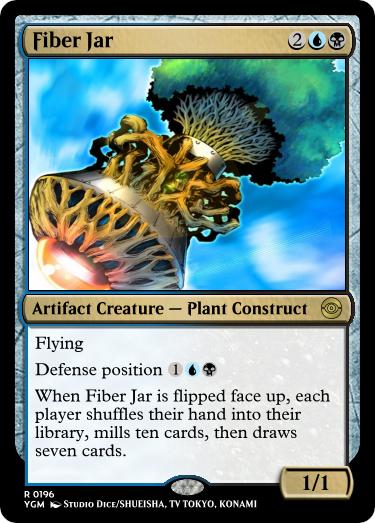 Fiber Jar 2
Artifact Creature — Plant Construct
Flying
Defense position 1
When Fiber Jar is flipped face up, each
player shuffles their hand into their
library, mills ten cards, then draws
seven cards.
1/1
R 0196
YGM STUDIO DICE/SHUEISHA, TV TOKYO, KONAMI